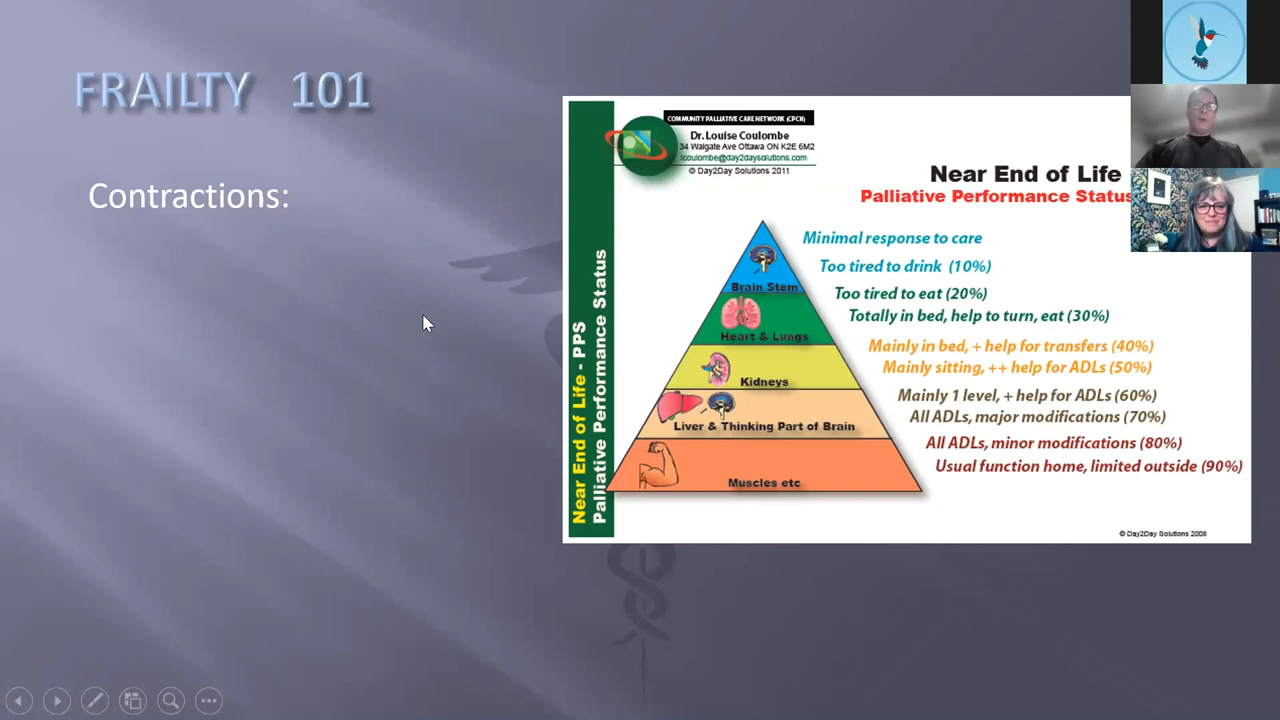 FRAILTY 101
Contractions:
COMMUNITY PALLIATIVE CARE NETWORK (CPCN)
Dr. Louise Coulombe
34 Waigate Ave Ottawa ON K2E 6M2
lcoulombe@day2daysolutions.com
© Day2Day Solutions 2011
Near End of Life
Palliative Performance Status
Near End of Life - PPS
Palliative Performance Status
Minimal response to care
Too tired to drink (10%)
Brain Stem
Too tired to eat (20%)
Totally in bed, help to turn, eat (30%)
Heart & Lungs
Mainly in bed, + help for transfers (40%)
Mainly sitting, ++ help for ADLs (50%)
Kidneys
Mainly 1 level, + help for ADLs (60%)
All ADLs, major modifications (70%)
Liver & Thinking Part of Brain
All ADLs, minor modifications (80%)
Usual function home, limited outside (90%)
Muscles etc
© Day2Day Solutions 2008